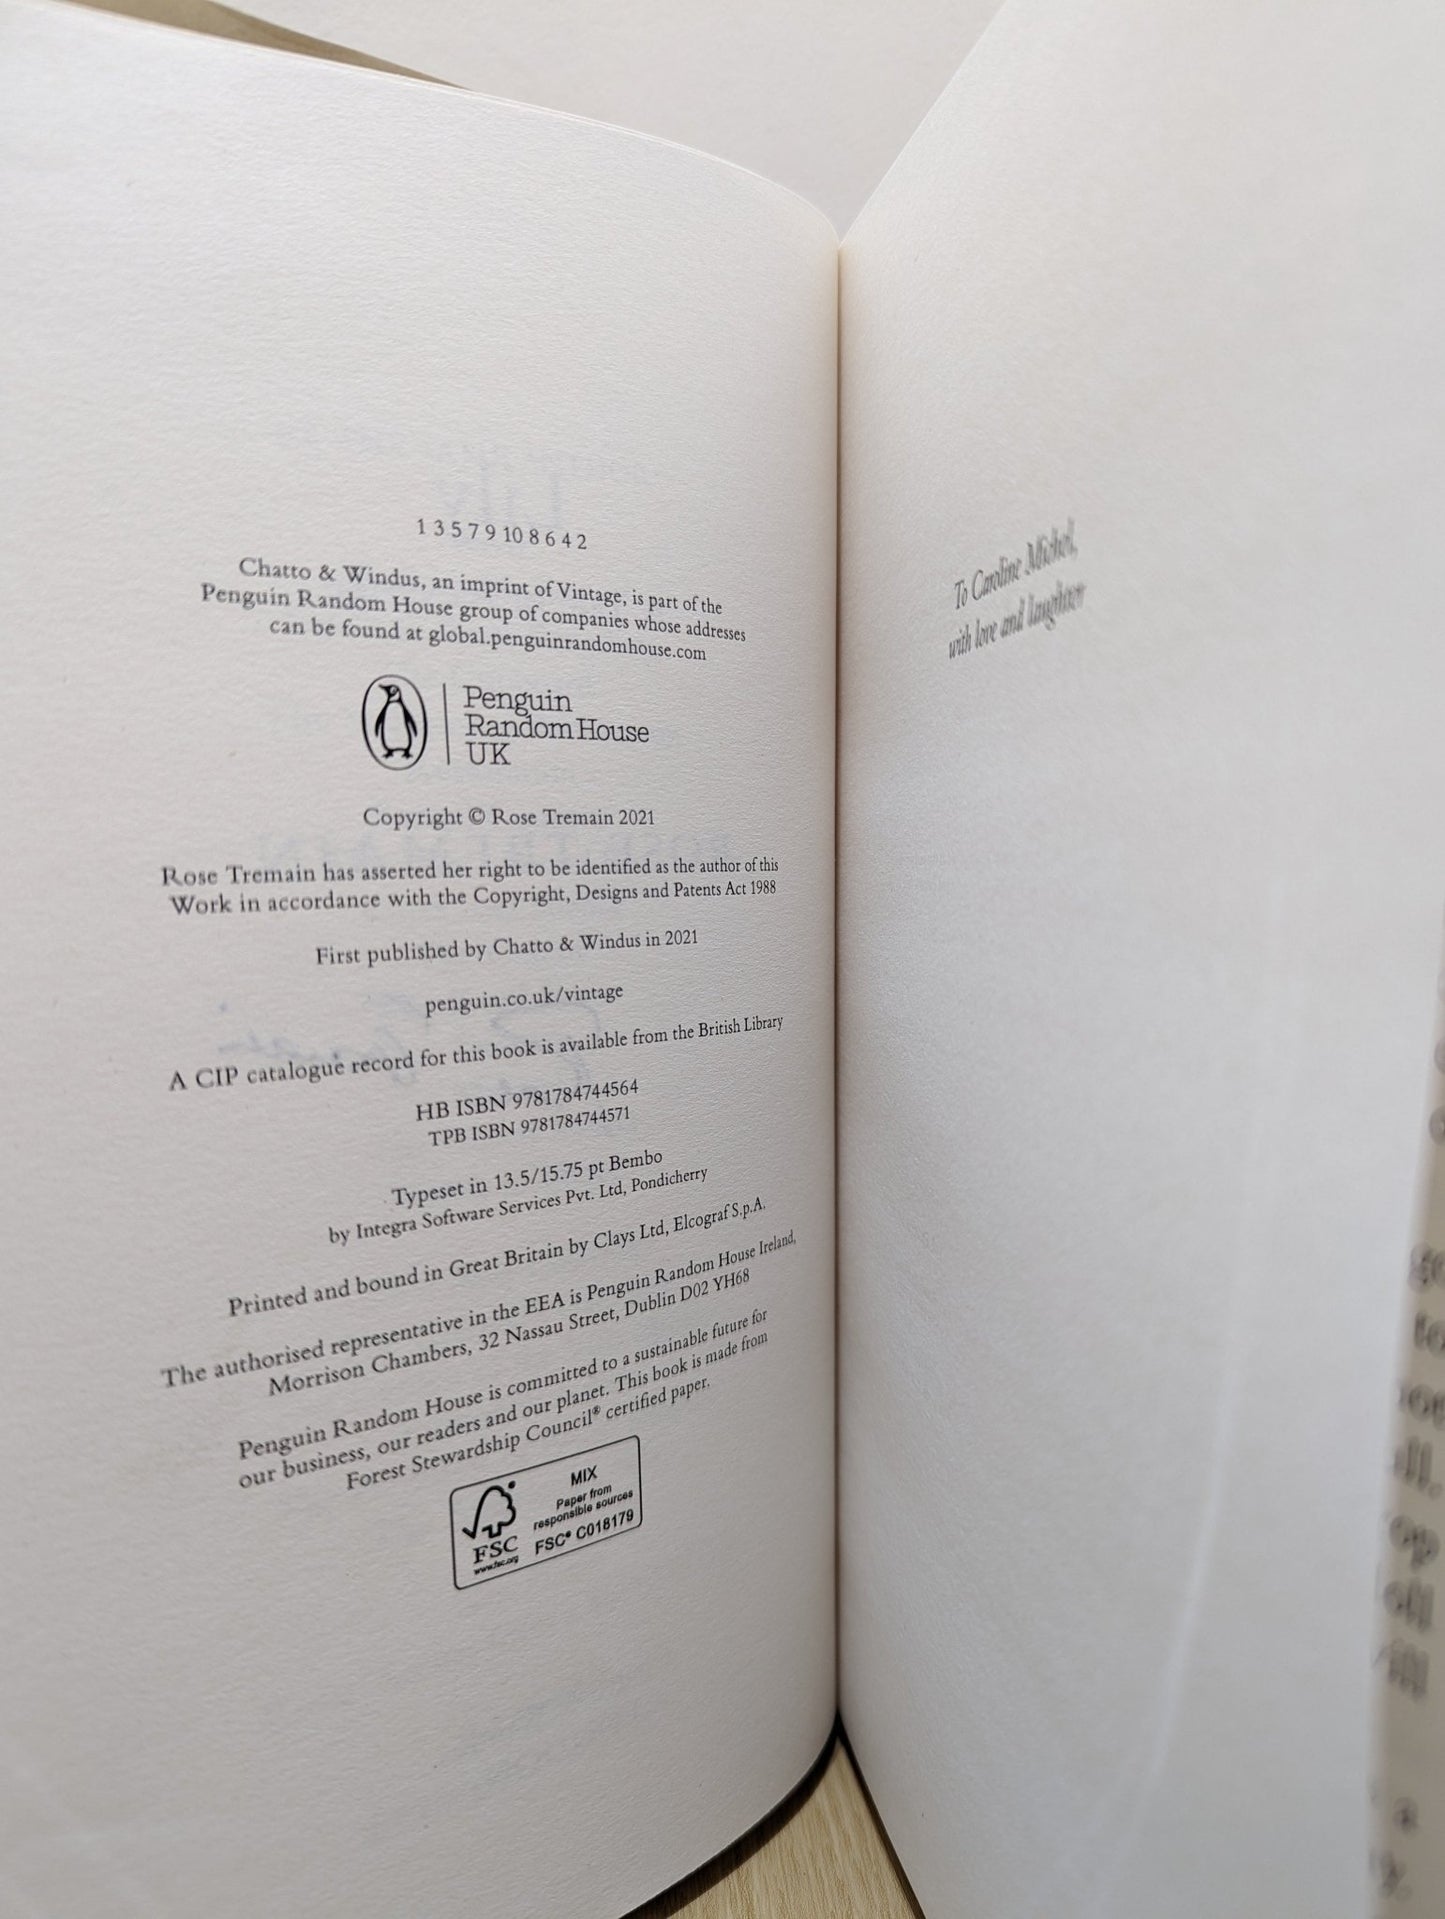 1 3 5 7 9 10 8 6 4 2
Chatto & Windus, an imprint of Vintage, is part of the
Penguin Random House group of companies whose addresses
can be found at global.penguinrandomhouse.com
Penguin
Random House
UK
Copyright © Rose Tremain 2021
Rose Tremain has asserted her right to be identified as the author of this
Work in accordance with the Copyright, Designs and Patents Act 1988
First published by Chatto & Windus in 2021
penguin.co.uk/vintage
A CIP catalogue record for this book is available from the British Library
HB ISBN 9781784744564
TPB ISBN 9781784744571
Typeset in 13.5/15.75 pt Bembo
by Integra Software Services Pvt. Ltd, Pondicherry
Printed and bound in Great Britain by Clays Ltd, Elcograf S.p.A.
The authorised representative in the EEA is Penguin Random House Ireland,
Morrison Chambers, 32 Nassau Street, Dublin D02 YH68
Penguin Random House is committed to a sustainable future for
our business, our readers and our planet. This book is made from
Forest Stewardship Council® certified paper.
FSC
www.fsc.org
MIX
Paper from
responsible sources
FSC® C018179
To Caroline Michel,
with love and laughter